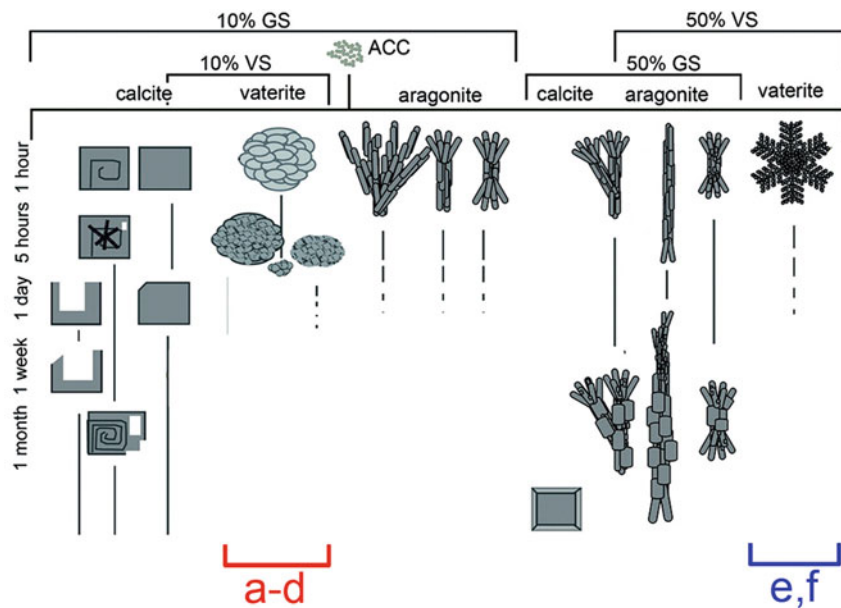 10% GS
50% VS
ACC
10% VS
50% GS
calcite
vaterite
aragonite
calcite
aragonite
vaterite
1 hour
5 hours
1 day
1 week
1 month
a-d
e,f